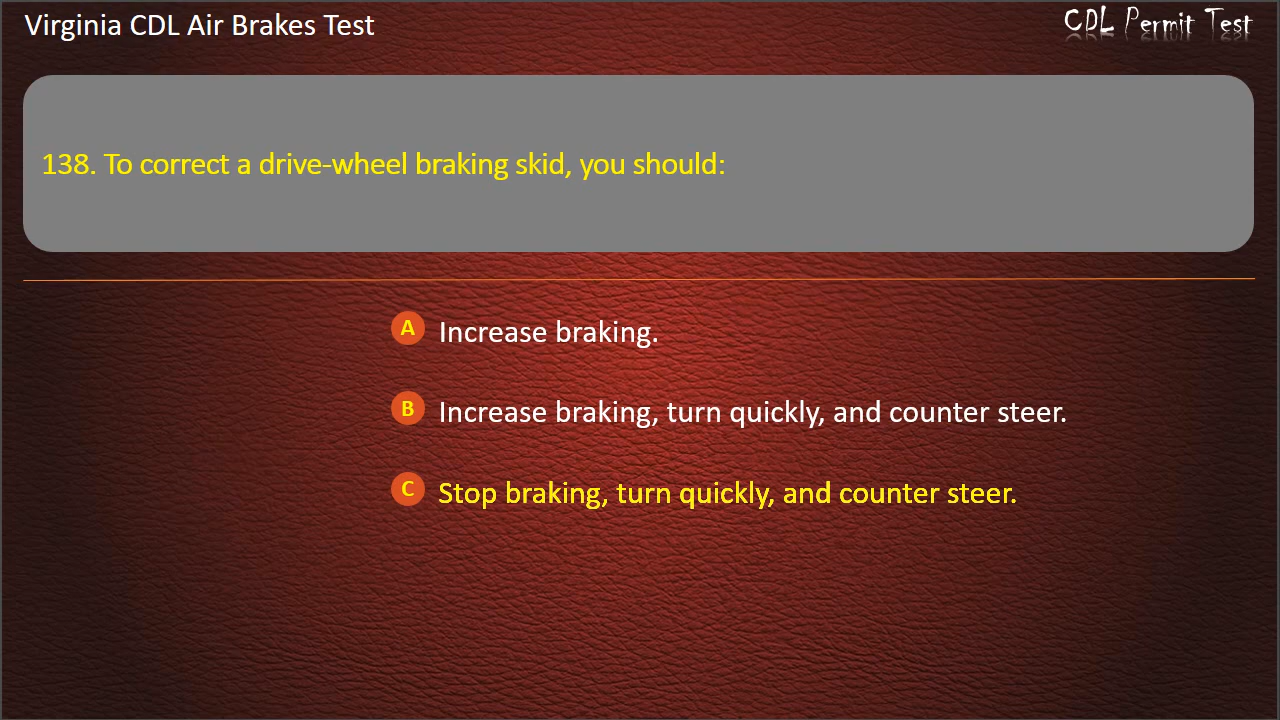 Virginia CDL Air Brakes Test
CDL Permit Test
138. To correct a drive-wheel braking skid, you should:
A Increase braking.
B Increase braking, turn quickly, and counter steer.
C Stop braking, turn quickly, and counter steer.